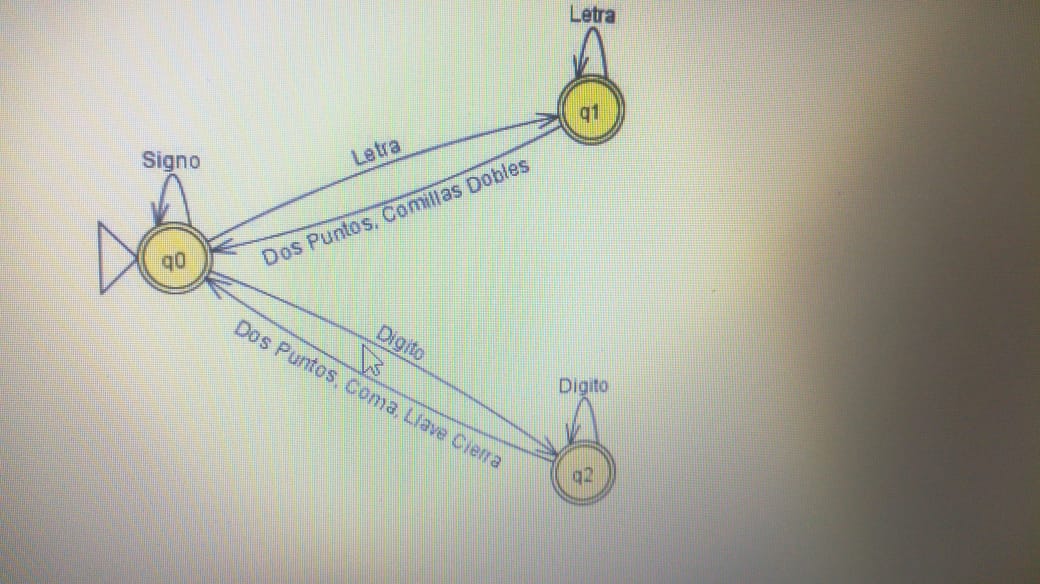 Letra
q1
Letra
Dos Puntos, Comillas Dobles
Signo
q0
Digito
Dos Puntos, Coma, Llave Cierra
Digito
q2